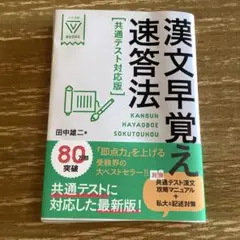 漢文早覚え
速答法
[共通テスト対応版]
KANBUN
HAYAOBOE
SOKUTOUHOU
田中雄二=著
80万部
突破
「即点力」を上げる
受験界の
大ベストセラー!!
共通テストに
対応した最新版!
別冊
共通テスト漢文
攻略マニュアル
+
私大&記述対策